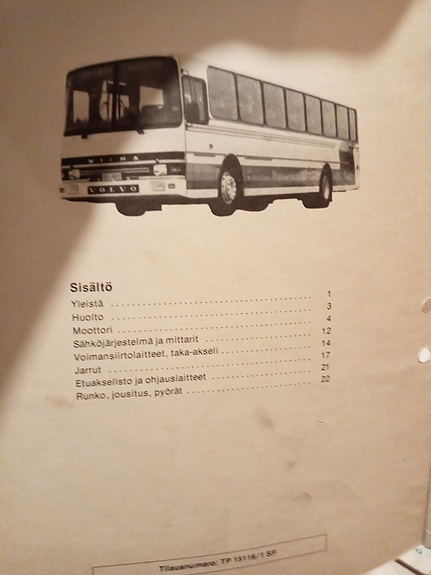 WIIMA
VOLVO
Sisältö
Yleistä 1
Huolto 3
Moottori 4
Sähköjärjestelmä ja mittarit 12
Voimansiirtolaitteet, taka-akseli 14
Jarrut 17
Etuakselisto ja ohjauslaitteet 21
Runko, jousitus, pyörät 22
Tilausnumero: TP 15116/1 SF